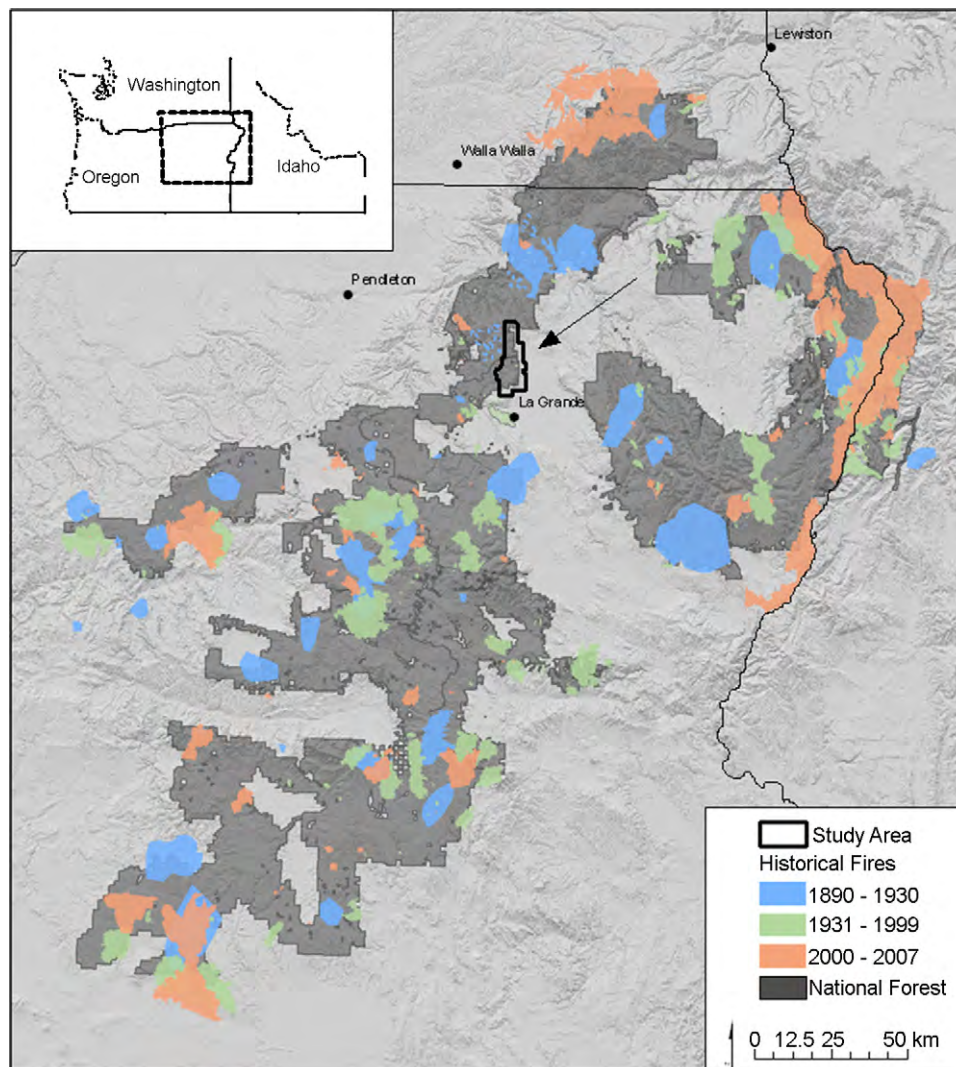 Washington
Oregon
Idaho
Lewiston
Walla Walla
Pendleton
La Grande
Study Area
Historical Fires
1890 - 1930
1931 - 1999
2000 - 2007
National Forest
0 12.5 25 50 km